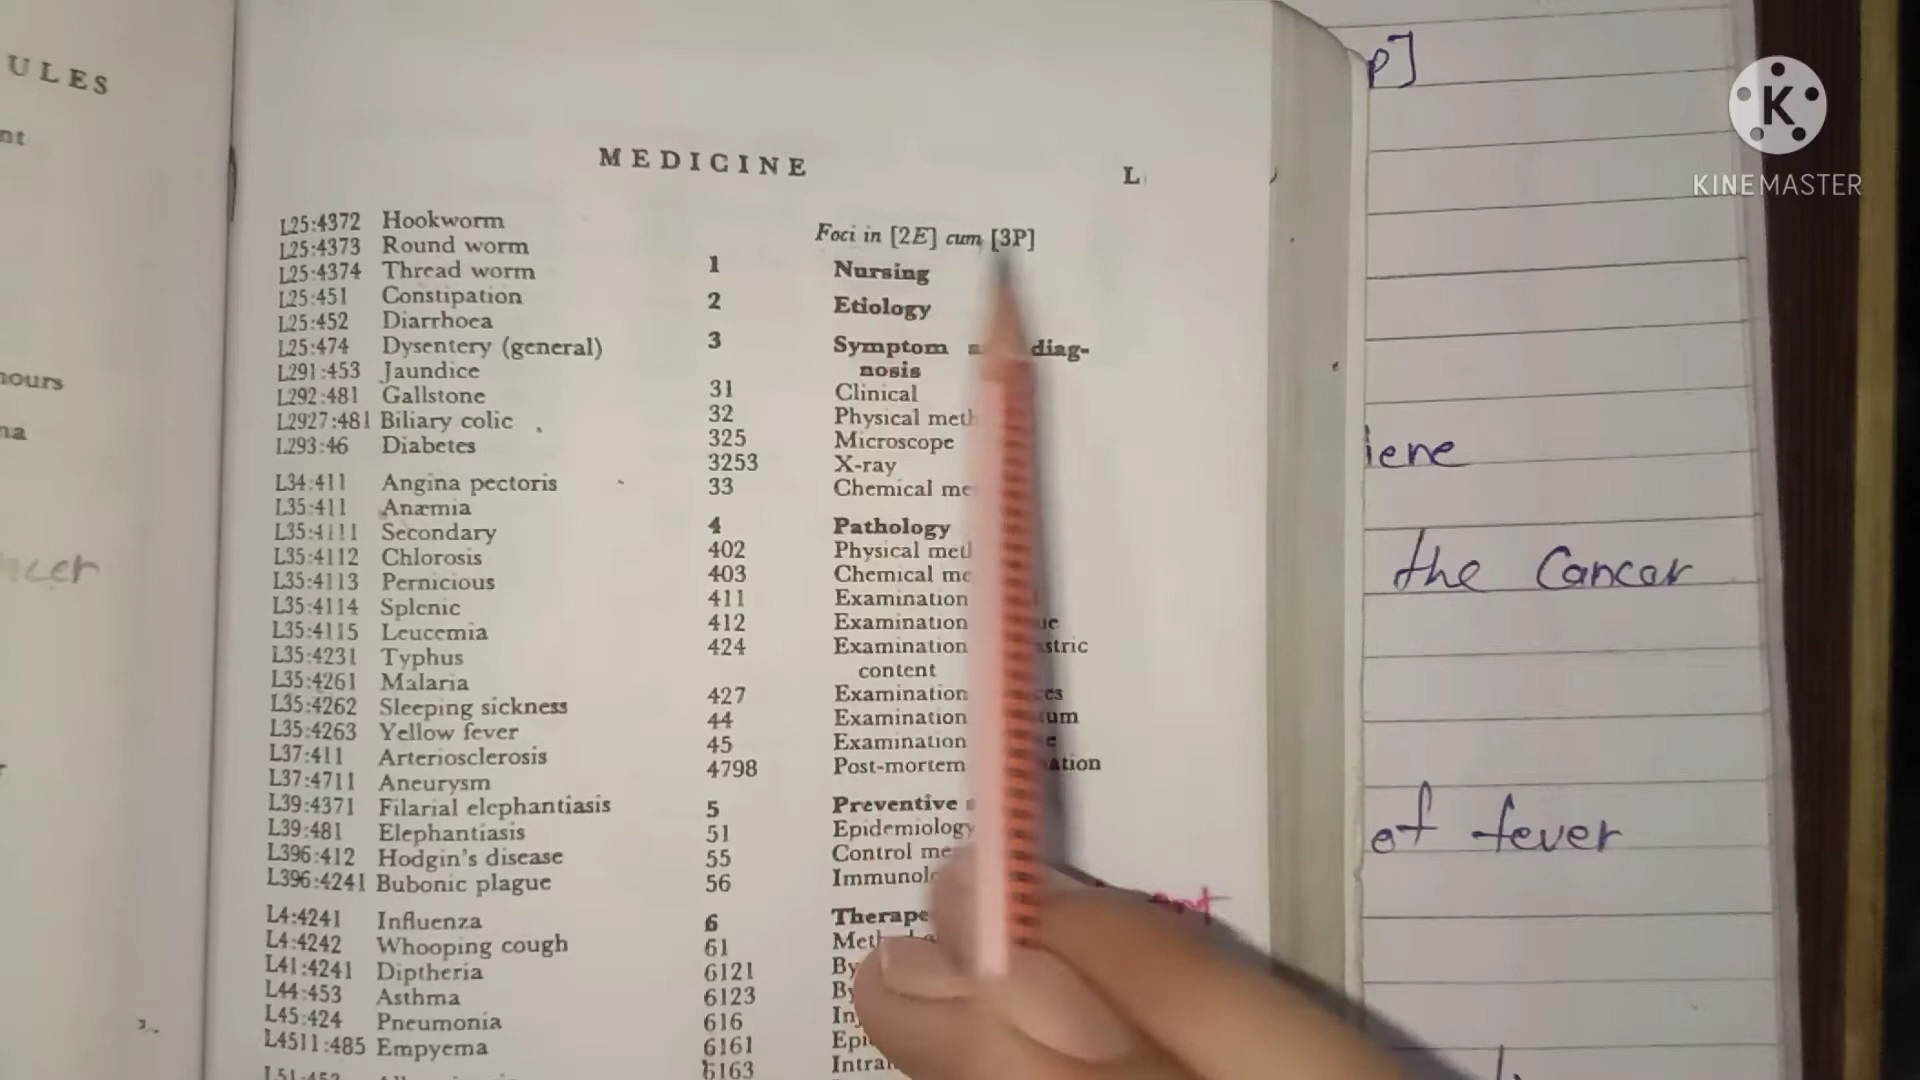 ULES
MEDICINE
L
L25:4372 Hookworm
L25:4373 Round worm
L25:4374 Thread worm
L25:451 Constipation
L25:452 Diarrhoea
L25:474 Dysentery (general)
L291:453 Jaundice
L292:481 Gallstone
L2927:481 Biliary colic
L293:46 Diabetes
L34:411 Angina pectoris
L35:411 Anæmia
L35:4111 Secondary
L35:4112 Chlorosis
L35:4113 Pernicious
L35:4114 Splenic
L35:4115 Leucemia
L35:4231 Typhus
L35:4261 Malaria
L35:4262 Sleeping sickness
L35:4263 Yellow fever
L37:411 Arteriosclerosis
L37:4711 Aneurysm
L39:4371 Filarial elephantiasis
L39:481 Elephantiasis
L396:412 Hodgin's disease
L396:4241 Bubonic plague
L4:4241 Influenza
L4:4242 Whooping cough
L41:4241 Diptheria
L44:453 Asthma
L45:424 Pneumonia
L4511:485 Empyema
Foci in [2E] cum [3P]
1 Nursing
2 Etiology
3 Symptom diag-
nosis
31 Clinical
32 Physical
325 Microscope
3253 X-ray
33 Chemical
4 Pathology
402 Physical
403 Chemical
411 Examination
412 Examination
424 Examination
content
427 Examination
44 Examination
45 Examination
4798 Post-mortem
5 Preventive
51 Epidemiology
55 Control
56
6
61
6121 By
6123 By
616
6161
6163
P]
iene
the Cancer
of fever
KINEMASTER